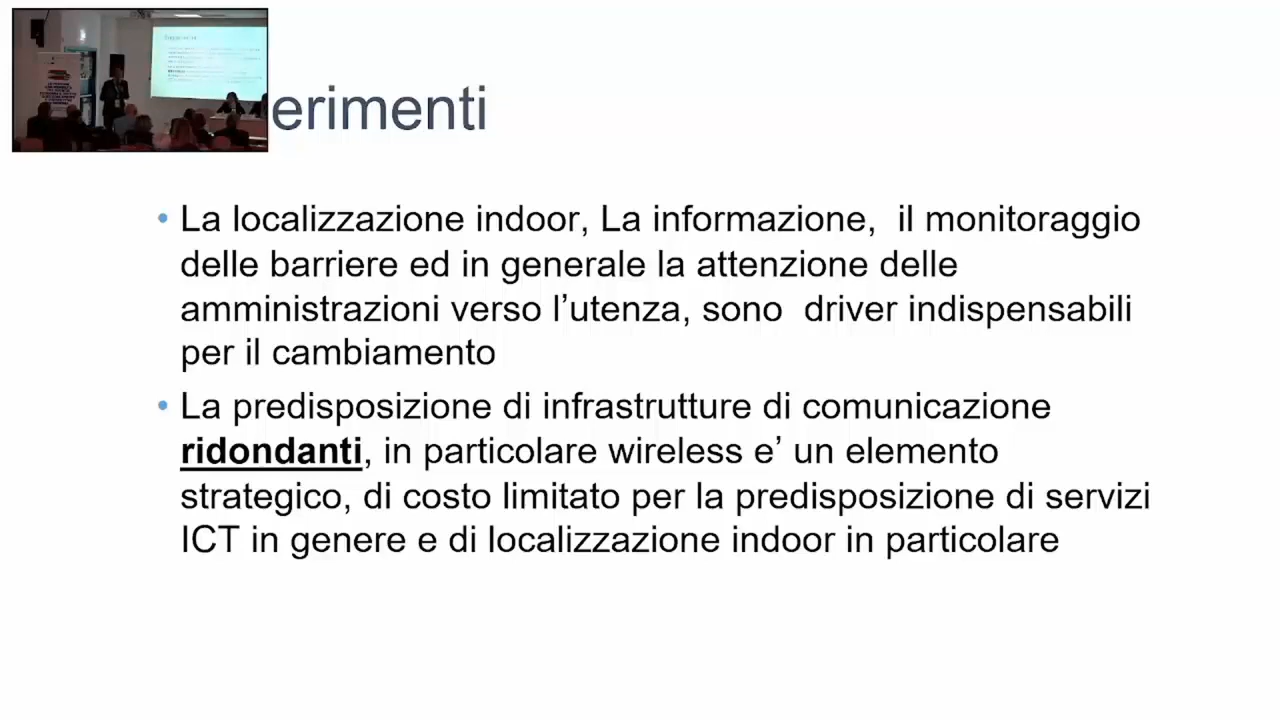 erimenti
• La localizzazione indoor, La informazione,  il monitoraggio
delle barriere ed in generale la attenzione delle
amministrazioni verso l’utenza, sono  driver indispensabili
per il cambiamento
• La predisposizione di infrastrutture di comunicazione
ridondanti, in particolare wireless e’ un elemento
strategico, di costo limitato per la predisposizione di servizi
ICT in genere e di localizzazione indoor in particolare